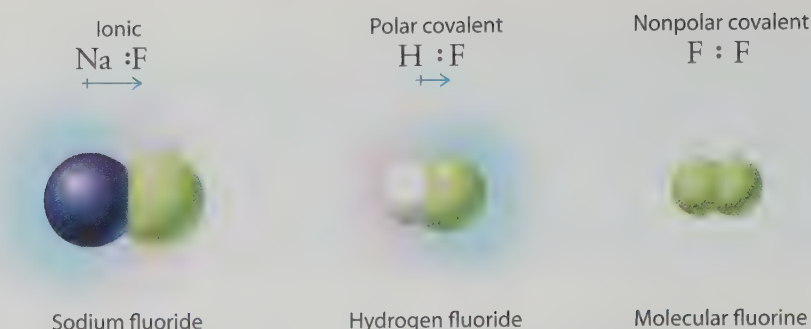 Ionic
Na :F
Sodium fluoride
Polar covalent
H :F
Hydrogen fluoride
Nonpolar covalent
F : F
Molecular fluorine